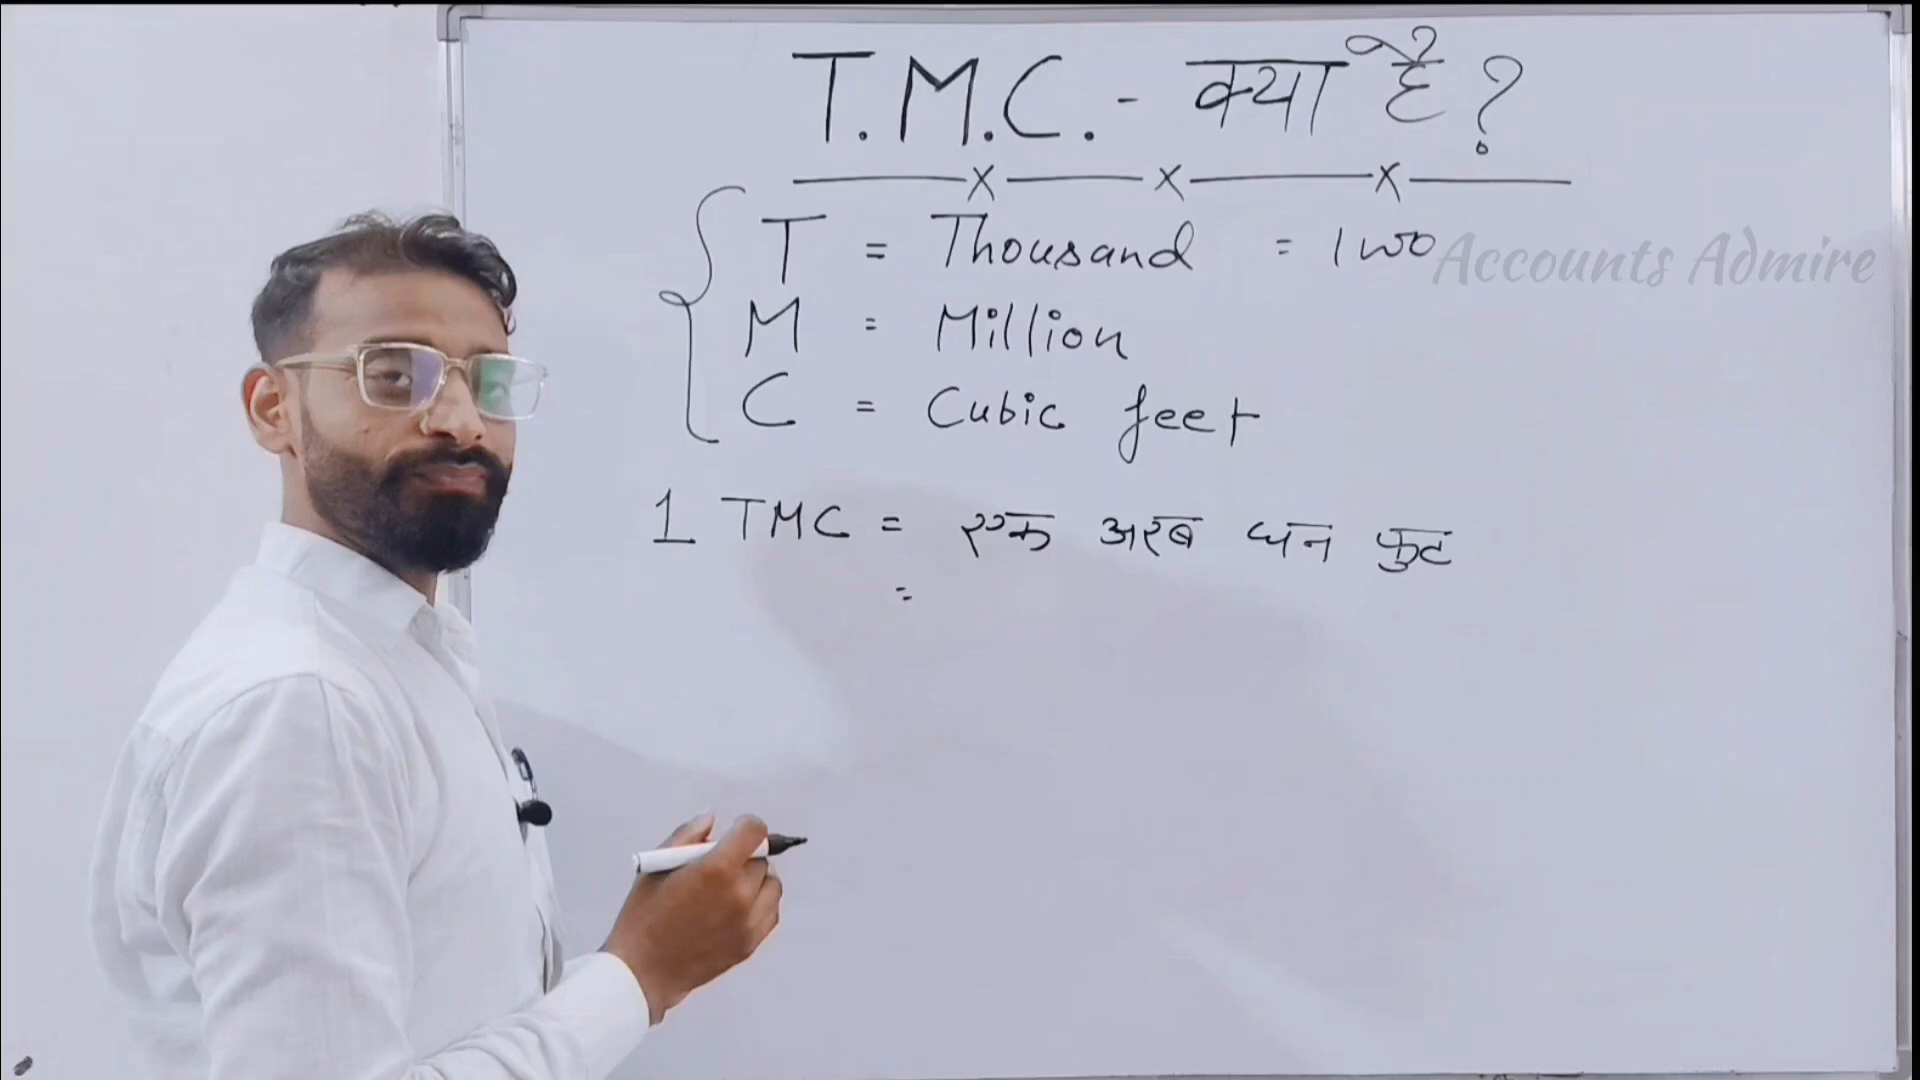 T.M.C. - क्या है ?
T = Thousand = 1000
Accounts Admire
M = Million
C = Cubic feet
1 TMC = एक अरब घन फुट
=